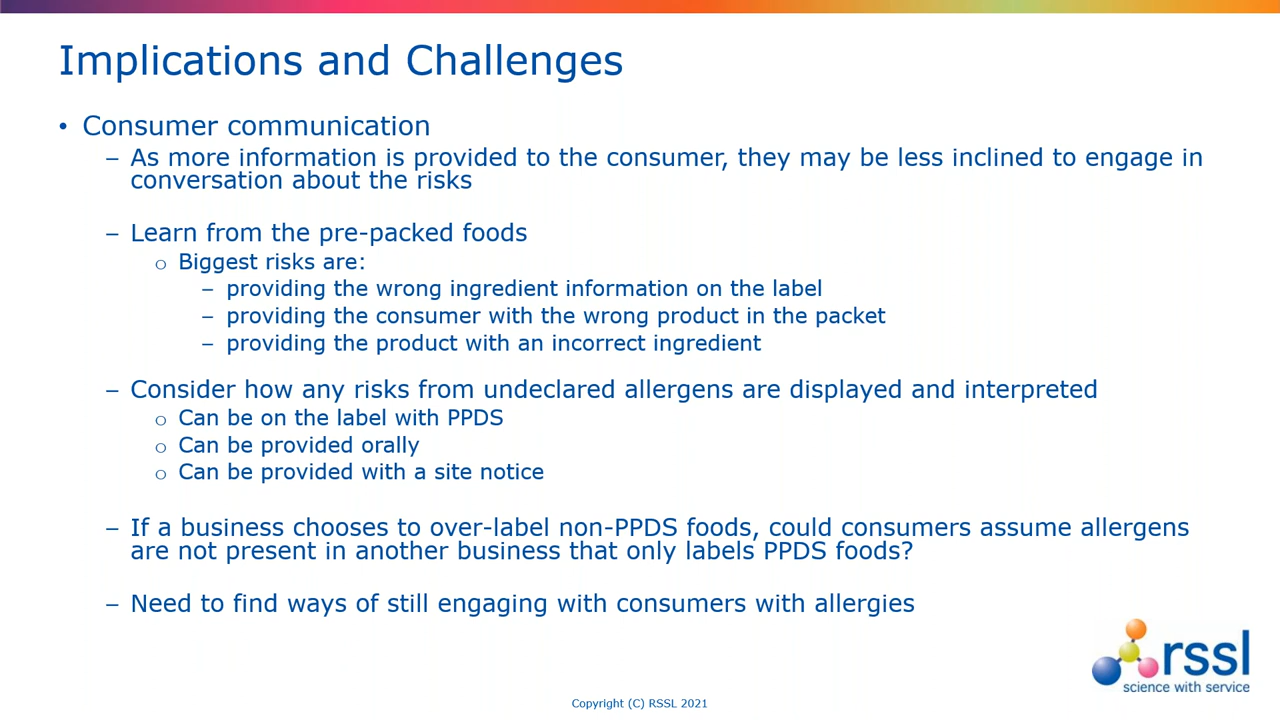 Implications and Challenges
• Consumer communication
– As more information is provided to the consumer, they may be less inclined to engage in
conversation about the risks
– Learn from the pre-packed foods
o Biggest risks are:
– providing the wrong ingredient information on the label
– providing the consumer with the wrong product in the packet
– providing the product with an incorrect ingredient
– Consider how any risks from undeclared allergens are displayed and interpreted
o Can be on the label with PPDS
o Can be provided orally
o Can be provided with a site notice
– If a business chooses to over-label non-PPDS foods, could consumers assume allergens
are not present in another business that only labels PPDS foods?
– Need to find ways of still engaging with consumers with allergies
rssl
science with service
Copyright (C) RSSL 2021